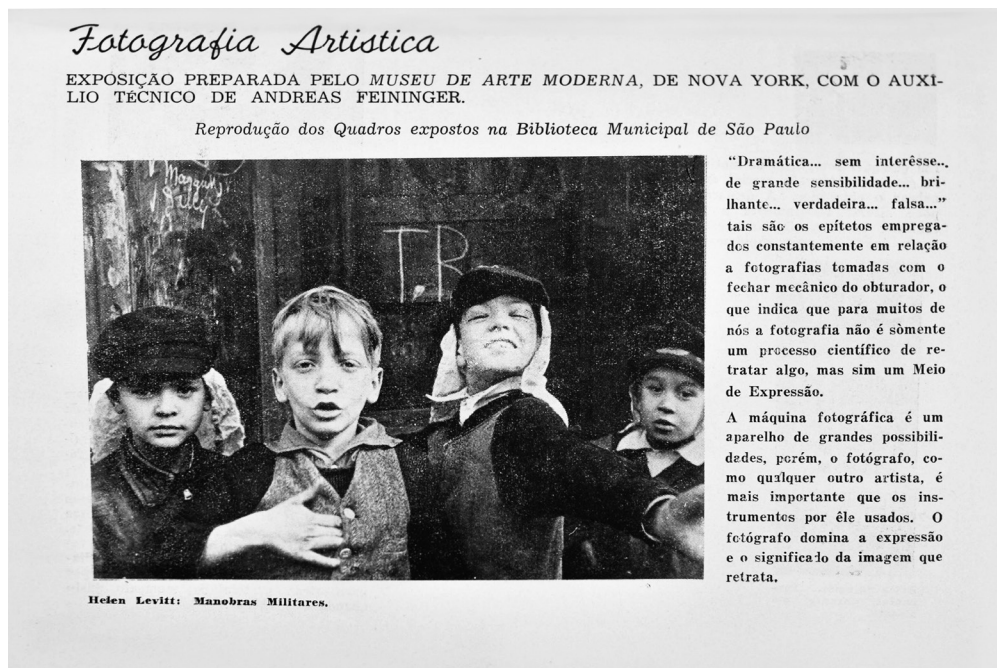 Fotografia Artistica
EXPOSIÇÃO PREPARADA PELO MUSEU DE ARTE MODERNA, DE NOVA YORK, COM O AUXÍ-
LIO TÉCNICO DE ANDREAS FEININGER.
Reprodução dos Quadros expostos na Biblioteca Municipal de São Paulo
T.R
Helen Levitt: Manobras Militares.
"Dramática... sem interêsse...
de grande sensibilidade... bri-
lhante... verdadeira... falsa..."
tais são os epítetos emprega-
dos constantemente em relação
a fotografias tomadas com o
fechar mecânico do obturador, o
que indica que para muitos de
nós a fotografia não é sòmente
um processo científico de re-
tratar algo, mas sim um Meio
de Expressão.
A máquina fotográfica é um
aparelho de grandes possibili-
dades, porém, o fotógrafo, co-
mo qualquer outro artista, é
mais importante que os ins-
trumentos por êle usados. O
fotógrafo domina a expressão
e o significado da imagem que
retrata.